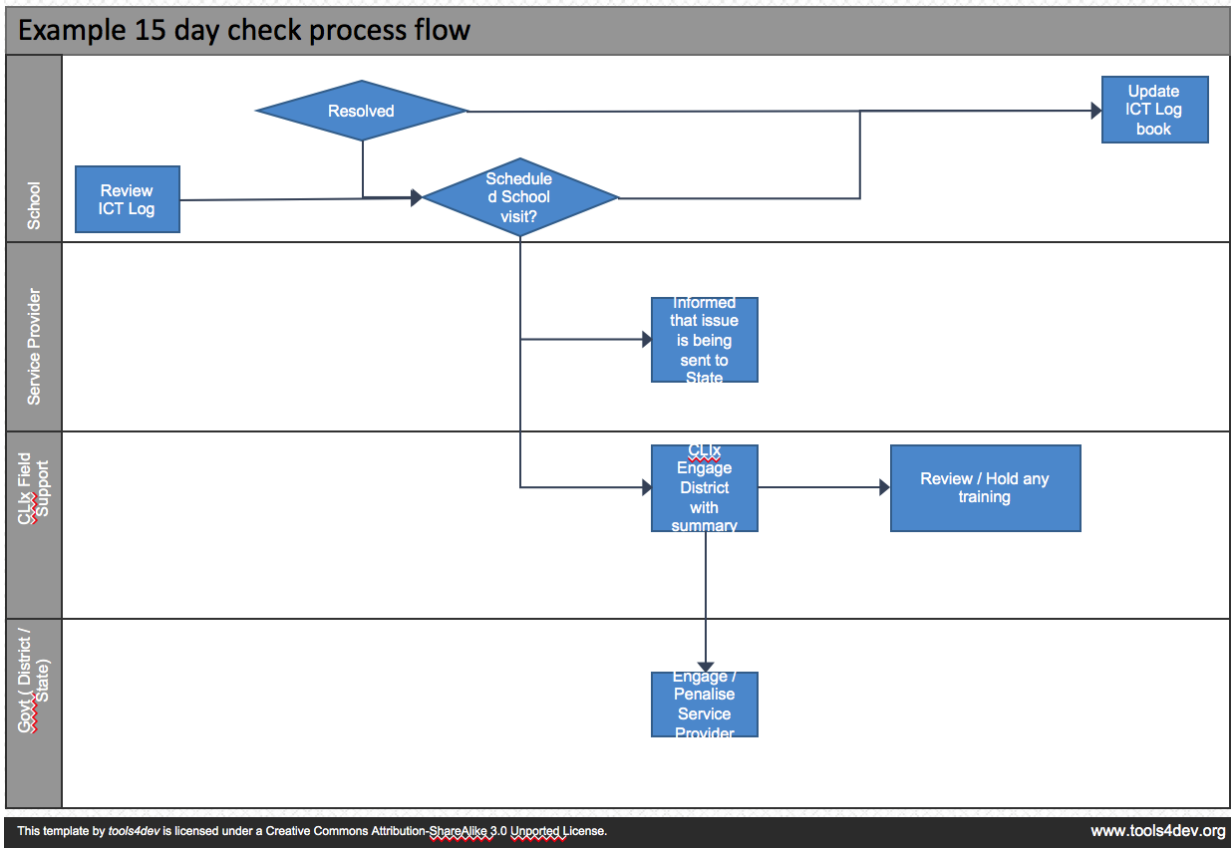 Example 15 day check process flow
School
Resolved
Update
ICT Log
book
Review
ICT Log
Schedule
d School
visit?
Service Provider
Informed
that issue
is being
sent to
State
CLIx Field
Support
CLIx
Engage
District
with
summary
Review / Hold any
training
Govt ( District /
State)
Engage /
Penalise
Service
Provider
This template by tools4dev is licensed under a Creative Commons Attribution-ShareAlike 3.0 Unported License.
www.tools4dev.org